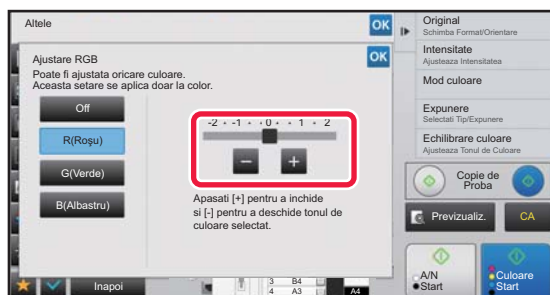 Altele
OK
Ajustare RGB
OK
Poate fi ajustata oricare culoare.
Aceasta setare se aplica doar la color.
Off
R(Roşu)
G(Verde)
B(Albastru)
-2 -1 0 1 2
- +
Apasati [+] pentru a inchide
si [-] pentru a deschide tonul de
culoare selectat.
Inapoi
3 B4
4 A3
A4
Original
Schimba Format/Orientare
Intensitate
Ajusteaza Intensitatea
Mod culoare
Expunere
Selectati Tip/Expunere
Echilibrare culoare
Ajusteaza Tonul de Culoare
Copie de
Proba
Previzualiz.
CA
A/N
Start
Culoare
Start